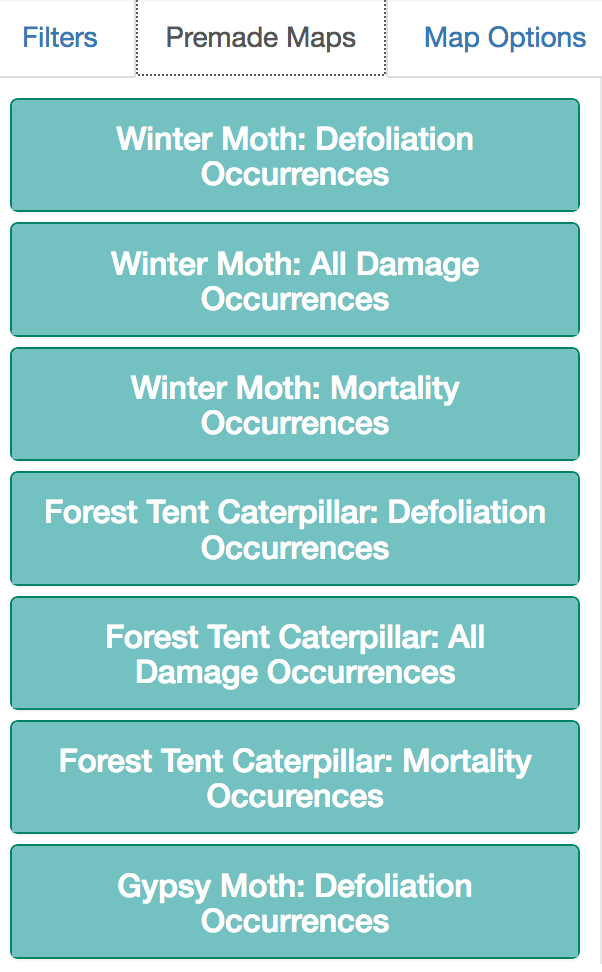 Filters Premade Maps Map Options
Winter Moth: Defoliation
Occurrences
Winter Moth: All Damage
Occurrences
Winter Moth: Mortality
Occurrences
Forest Tent Caterpillar: Defoliation
Occurrences
Forest Tent Caterpillar: All
Damage Occurrences
Forest Tent Caterpillar: Mortality
Occurences
Gypsy Moth: Defoliation
Occurrences